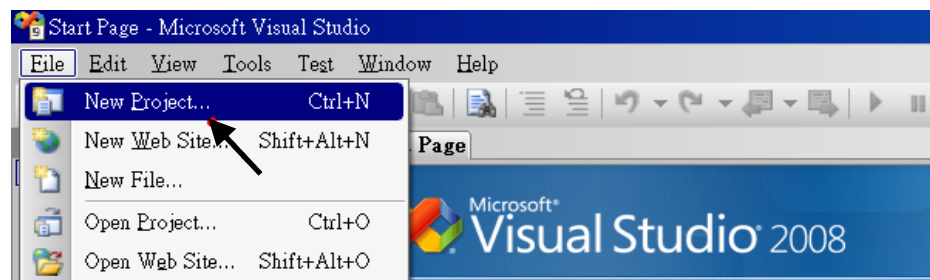 Start Page - Microsoft Visual Studio
File Edit View Tools Test Window Help
New Project... Ctrl+N
New Web Site... Shift+Alt+N
Page
New File...
Open Project... Ctrl+O
Open Web Site... Shift+Alt+O
Microsoft®
Visual Studio® 2008
9